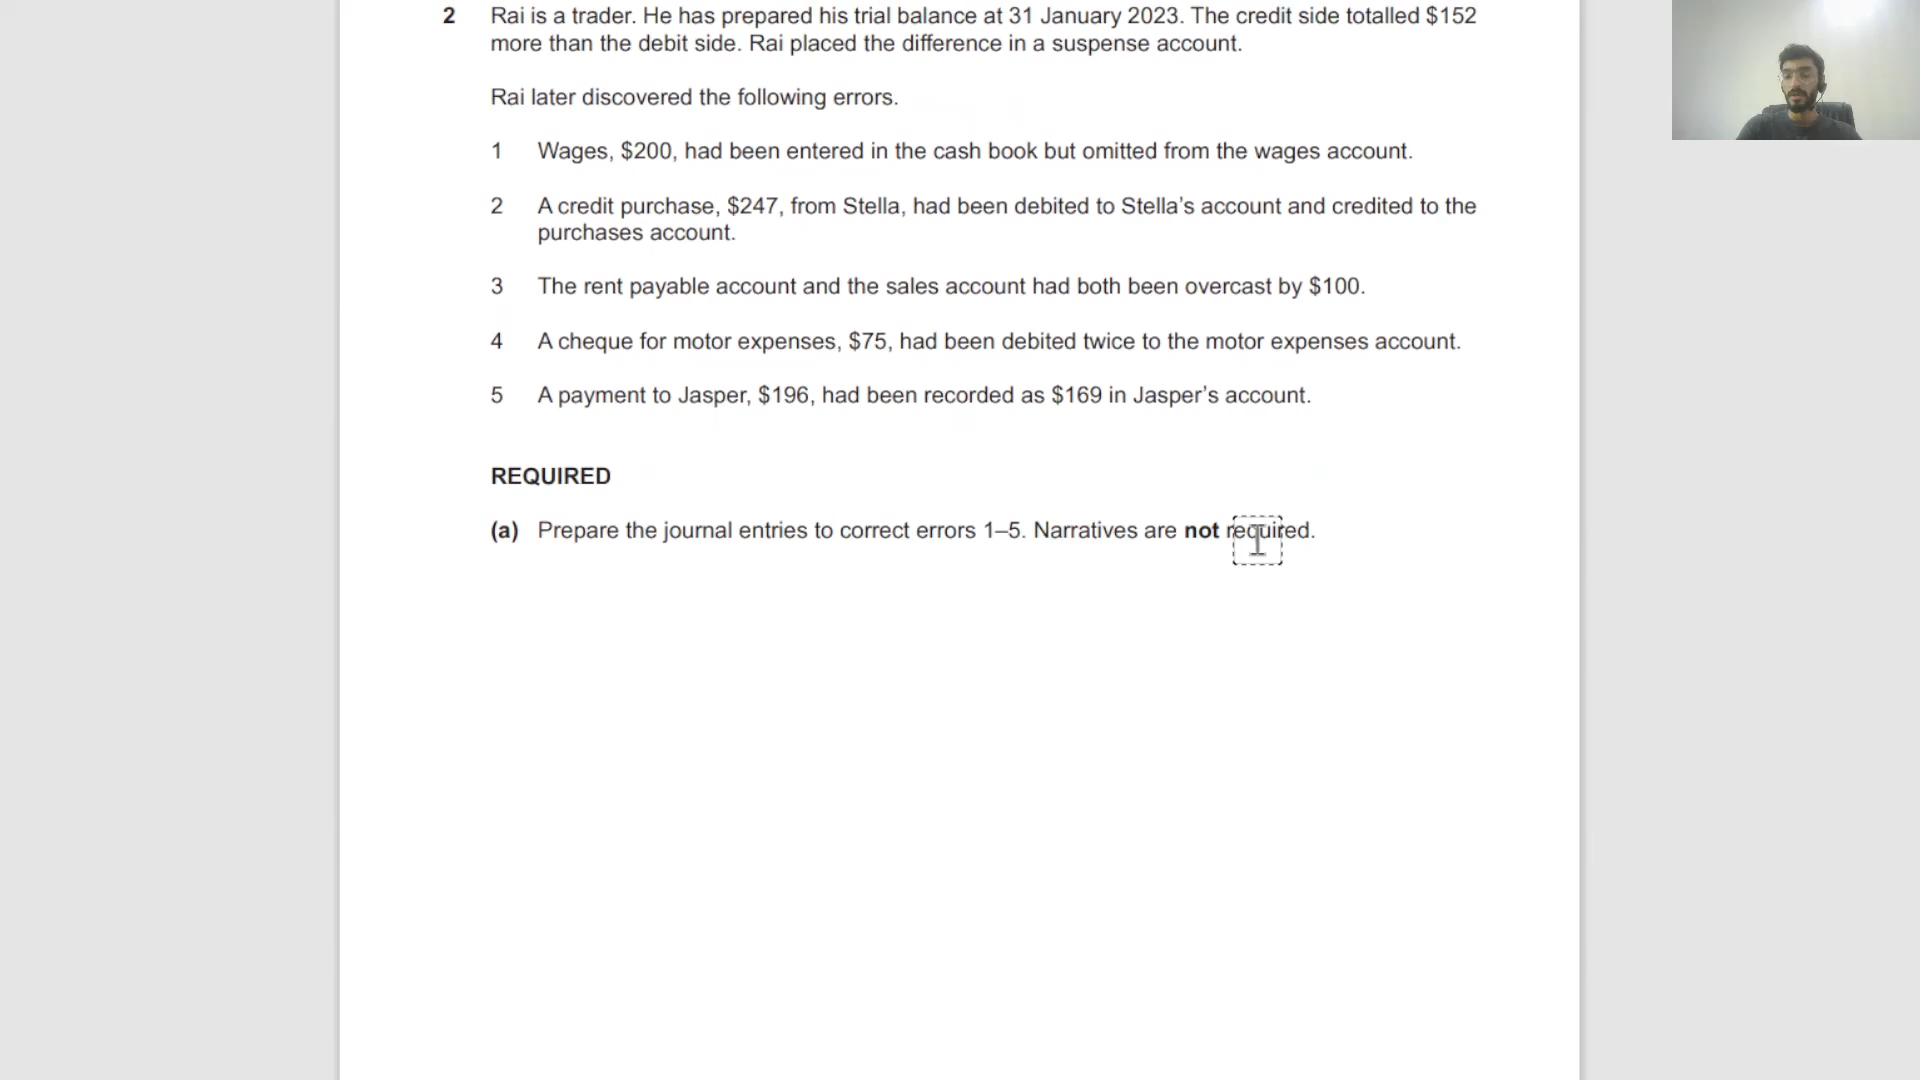 2 Rai is a trader. He has prepared his trial balance at 31 January 2023. The credit side totalled $152
more than the debit side. Rai placed the difference in a suspense account.
Rai later discovered the following errors.
1 Wages, $200, had been entered in the cash book but omitted from the wages account.
2 A credit purchase, $247, from Stella, had been debited to Stella’s account and credited to the
purchases account.
3 The rent payable account and the sales account had both been overcast by $100.
4 A cheque for motor expenses, $75, had been debited twice to the motor expenses account.
5 A payment to Jasper, $196, had been recorded as $169 in Jasper’s account.
REQUIRED
(a) Prepare the journal entries to correct errors 1–5. Narratives are not required.